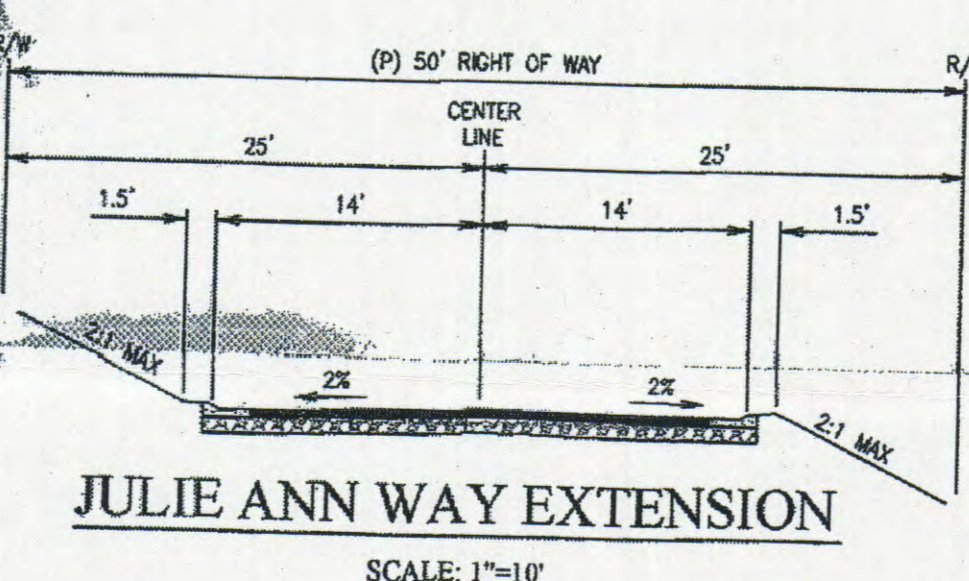 R/W
(P) 50' RIGHT OF WAY
R/
CENTER
LINE
25'
25'
1.5'
14'
14'
1.5'
2:1 MAX
2%
2%
2:1 MAX
JULIE ANN WAY EXTENSION
SCALE: 1"=10'